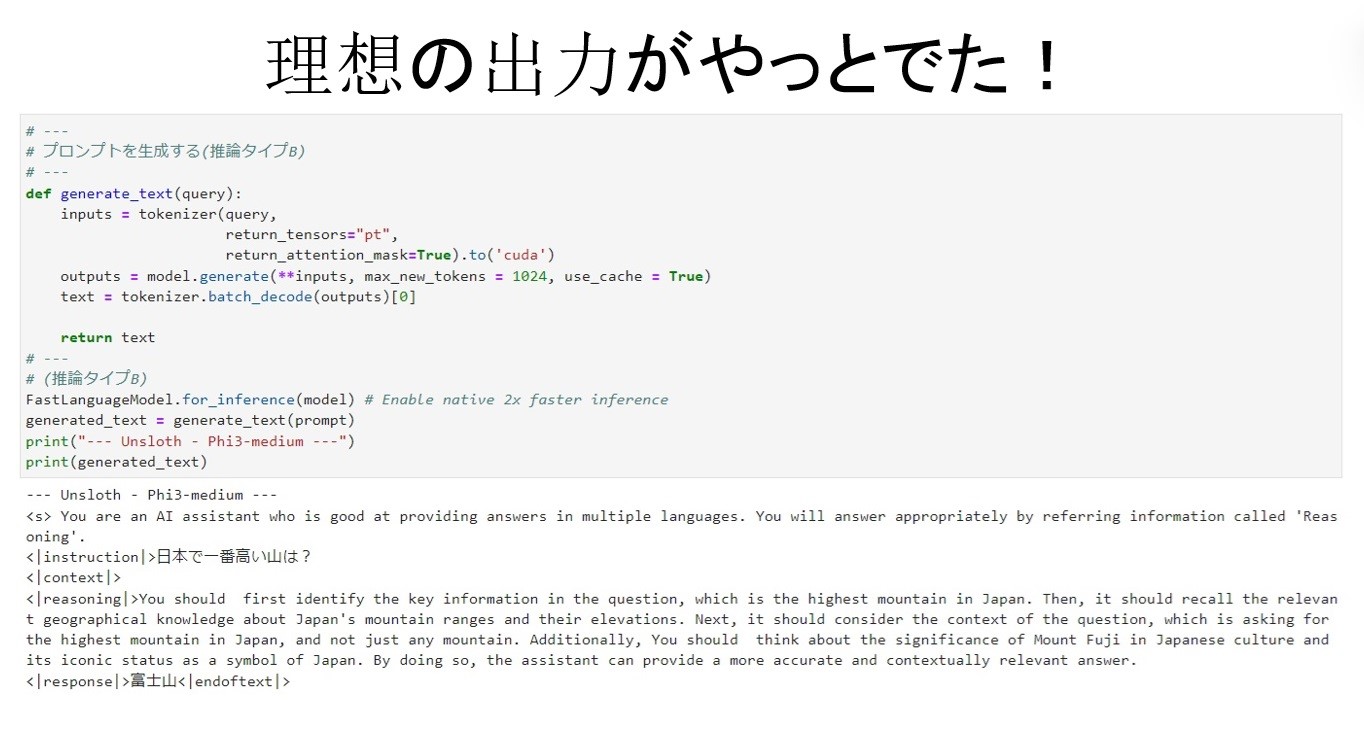 理想の出力がやっとでた！
# ---
# プロンプトを生成する(推論タイプB)
# ---
def generate_text(query):
    inputs = tokenizer(query,
                       return_tensors="pt",
                       return_attention_mask=True).to('cuda')
    outputs = model.generate(**inputs, max_new_tokens = 1024, use_cache = True)
    text = tokenizer.batch_decode(outputs)[0]

    return text
# ---
# (推論タイプB)
FastLanguageModel.for_inference(model) # Enable native 2x faster inference
generated_text = generate_text(prompt)
print("--- Unsloth - Phi3-medium ---")
print(generated_text)
--- Unsloth - Phi3-medium ---
<s> You are an AI assistant who is good at providing answers in multiple languages. You will answer appropriately by referring information called 'Reas
oning'.
<|instruction|>日本で一番高い山は？
<|context|>
<|reasoning|>You should  first identify the key information in the question, which is the highest mountain in Japan. Then, it should recall the relevan
t geographical knowledge about Japan's mountain ranges and their elevations. Next, it should consider the context of the question, which is asking for
the highest mountain in Japan, and not just any mountain. Additionally, You should  think about the significance of Mount Fuji in Japanese culture and
its iconic status as a symbol of Japan. By doing so, the assistant can provide a more accurate and contextually relevant answer.
<|response|>富士山<|endoftext|>